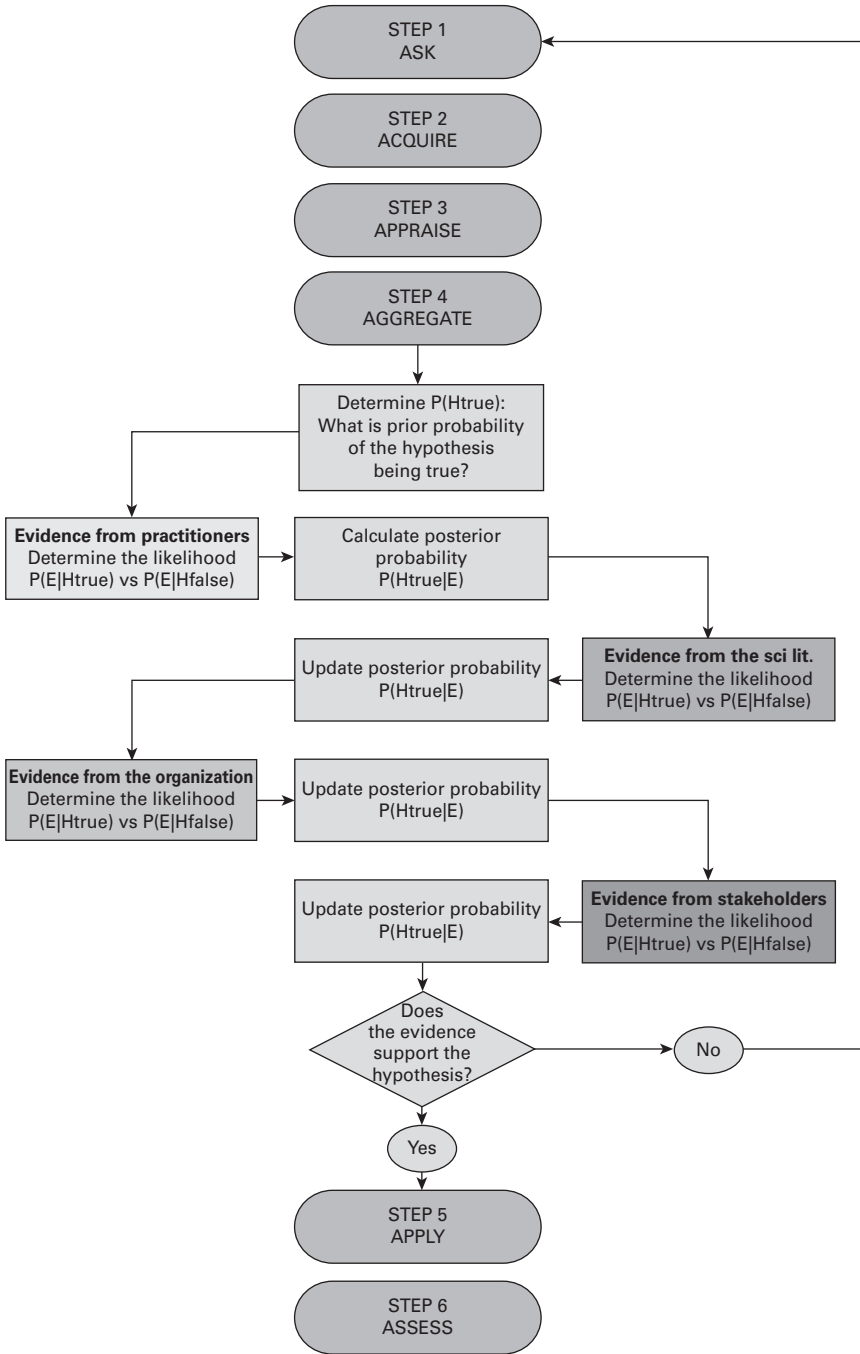 STEP 1
ASK
STEP 2
ACQUIRE
STEP 3
APPRAISE
STEP 4
AGGREGATE
Determine P(Htrue):
What is prior probability
of the hypothesis
being true?
Evidence from practitioners
Determine the likelihood
P(E|Htrue) vs P(E|Hfalse)
Calculate posterior
probability
P(Htrue|E)
Evidence from the sci lit.
Determine the likelihood
P(E|Htrue) vs P(E|Hfalse)
Update posterior probability
P(Htrue|E)
Evidence from the organization
Determine the likelihood
P(E|Htrue) vs P(E|Hfalse)
Update posterior probability
P(Htrue|E)
Evidence from stakeholders
Determine the likelihood
P(E|Htrue) vs P(E|Hfalse)
Update posterior probability
P(Htrue|E)
Does
the evidence
support the
hypothesis?
No
Yes
STEP 5
APPLY
STEP 6
ASSESS